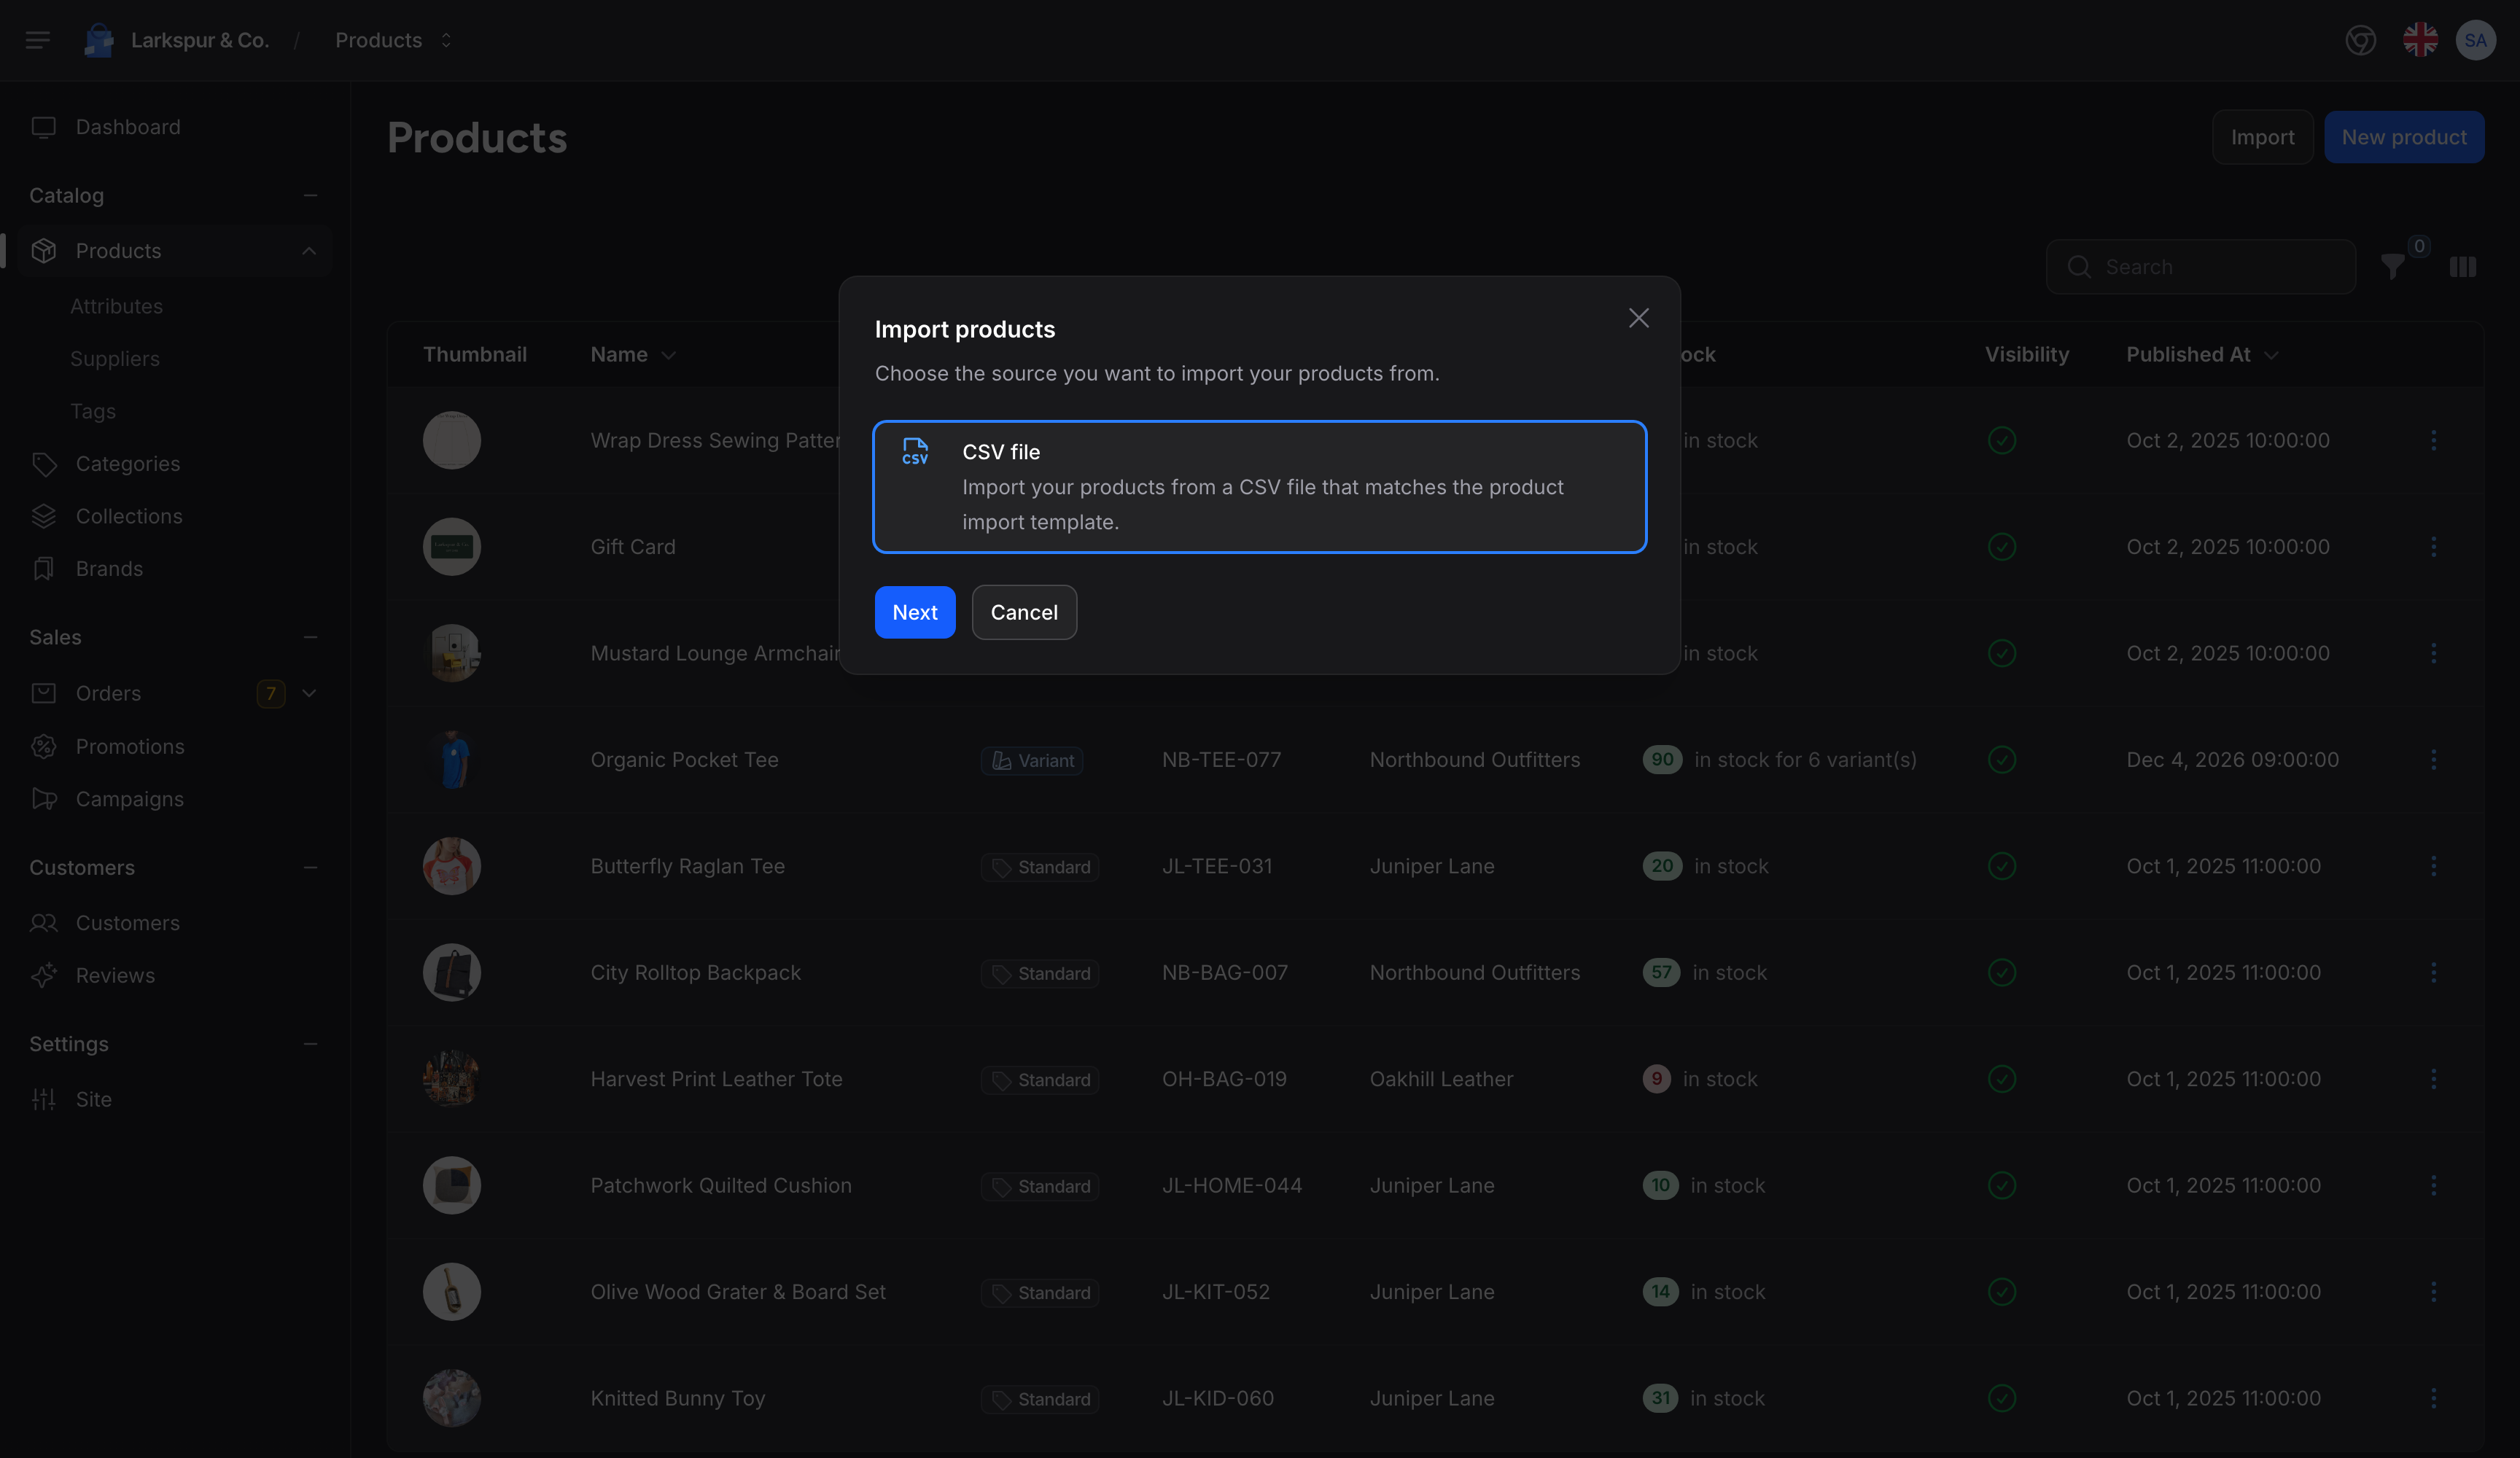 Larkspur & Co. / Products
SA
Dashboard
Catalog
Products
Attributes
Suppliers
Tags
Categories
Collections
Brands
Sales
Orders 7
Promotions
Campaigns
Customers
Customers
Reviews
Settings
Site
Products
Import New product
Search 0
Thumbnail Name ock Visibility Published At
Wrap Dress Sewing Patter in stock Oct 2, 2025 10:00:00
Gift Card in stock Oct 2, 2025 10:00:00
Mustard Lounge Armchair in stock Oct 2, 2025 10:00:00
Organic Pocket Tee Variant NB-TEE-077 Northbound Outfitters 90 in stock for 6 variant(s) Dec 4, 2026 09:00:00
Butterfly Raglan Tee Standard JL-TEE-031 Juniper Lane 20 in stock Oct 1, 2025 11:00:00
City Rolltop Backpack Standard NB-BAG-007 Northbound Outfitters 57 in stock Oct 1, 2025 11:00:00
Harvest Print Leather Tote Standard OH-BAG-019 Oakhill Leather 9 in stock Oct 1, 2025 11:00:00
Patchwork Quilted Cushion Standard JL-HOME-044 Juniper Lane 10 in stock Oct 1, 2025 11:00:00
Olive Wood Grater & Board Set Standard JL-KIT-052 Juniper Lane 14 in stock Oct 1, 2025 11:00:00
Knitted Bunny Toy Standard JL-KID-060 Juniper Lane 31 in stock Oct 1, 2025 11:00:00
Import products
Choose the source you want to import your products from.
CSV
CSV file
Import your products from a CSV file that matches the product
import template.
Next Cancel